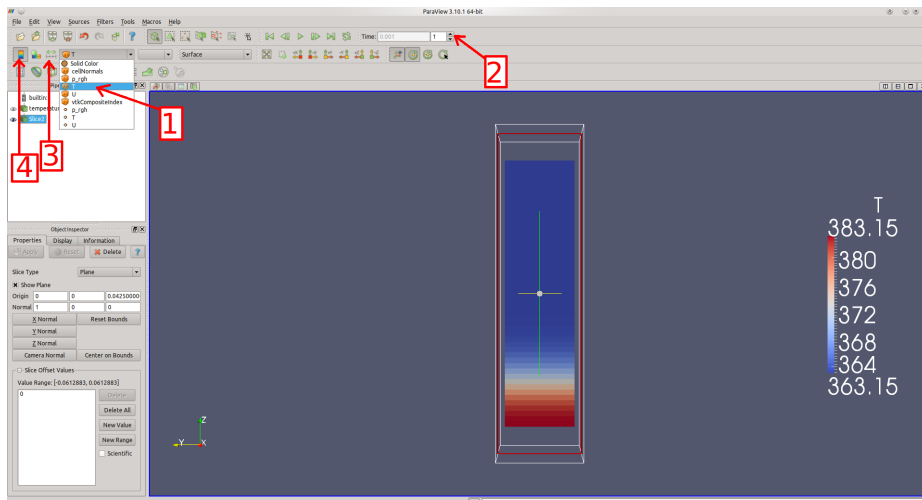 ParaView 3.10.1 64-bit
File Edit View Sources Filters Tools Macros Help
Time: 0.001 1
T Surface
Solid Color
cellNormals
p_rgh
T
U
vtkCompositeIndex
p_rgh
T
U
builtin:
Slice2
1
2
3
4
Object Inspector
Properties Display Information
Apply Reset Delete ?
Slice Type Plane
Show Plane
Origin 0 0 0.04250000
Normal 1 0 0
X Normal Reset Bounds
Y Normal
Z Normal
Camera Normal Center on Bounds
Slice Offset Values
Value Range: [-0.0612883, 0.0612883]
0
Delete
Delete All
New Value
New Range
Scientific
Z
Y X
T
383.15
380
376
372
368
364
363.15